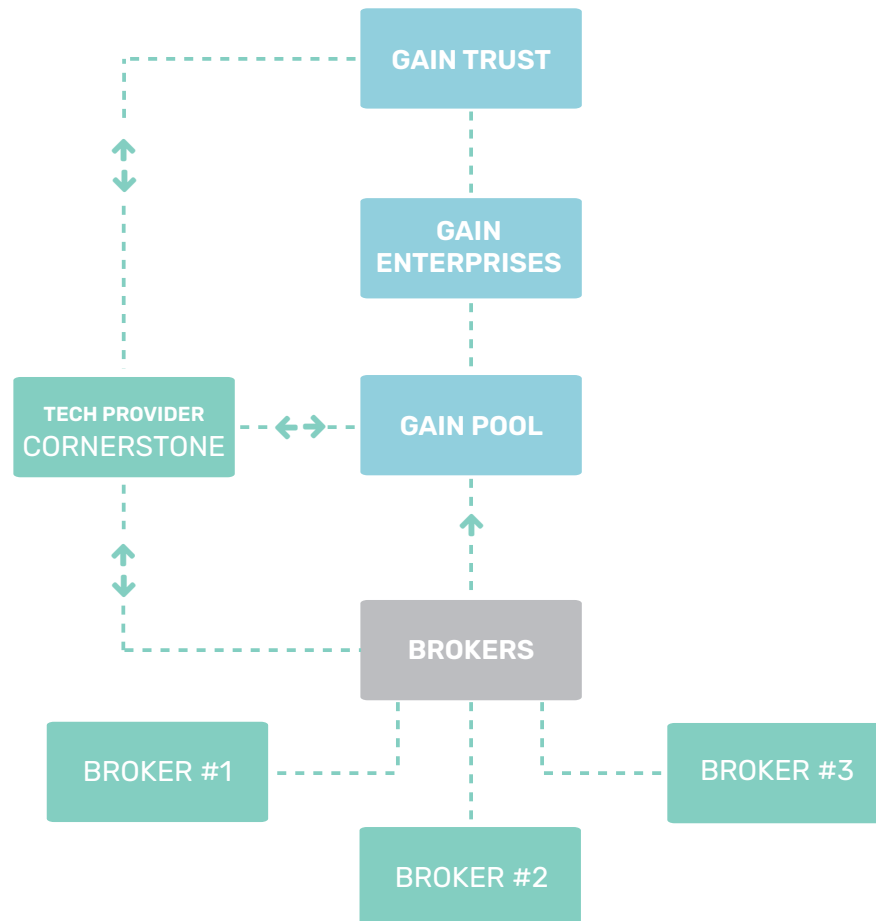 GAIN TRUST
GAIN
ENTERPRISES
TECH PROVIDER
CORNERSTONE
GAIN POOL
BROKERS
BROKER #1
BROKER #3
BROKER #2